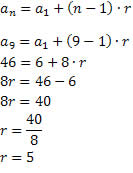 aₙ = a₁ + (n − 1) · r
a₉ = a₁ + (9 − 1) · r
46 = 6 + 8 · r
8r = 46 − 6
8r = 40
r = 40/8
r = 5